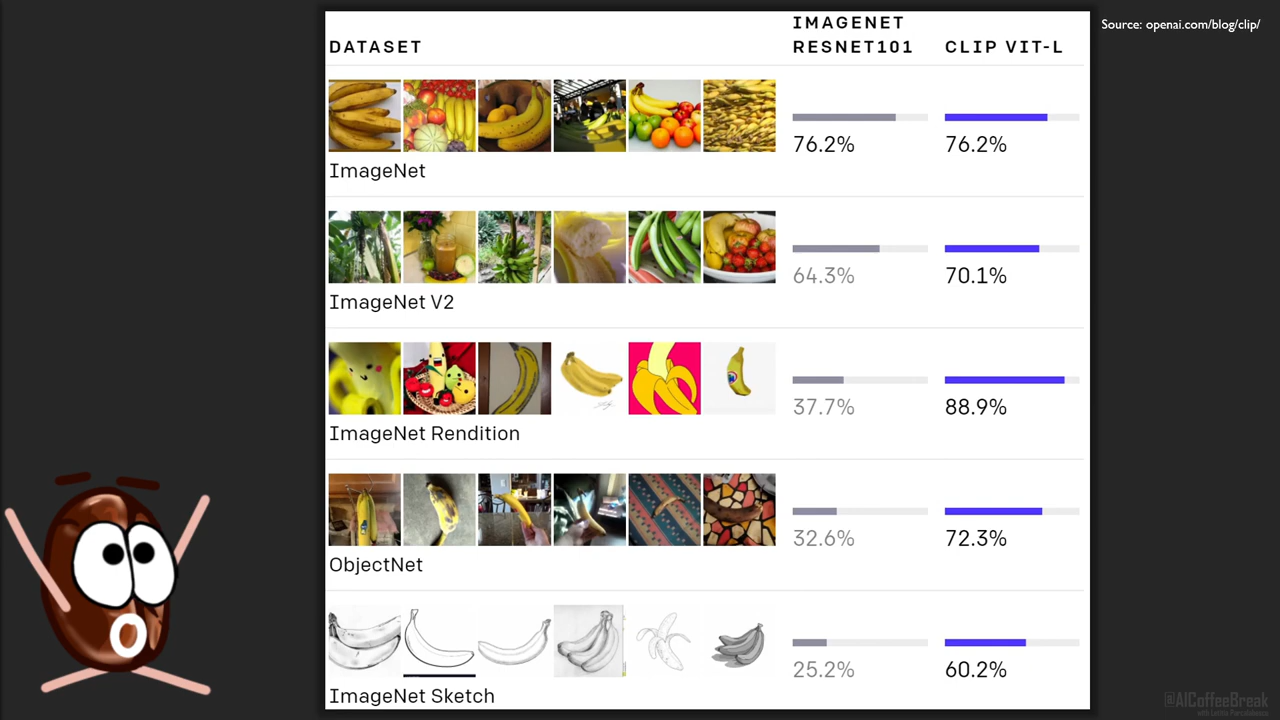 Source: openai.com/blog/clip/
DATASET
IMAGENET
RESNET101
CLIP VIT-L
76.2%
76.2%
ImageNet
64.3%
70.1%
ImageNet V2
37.7%
88.9%
ImageNet Rendition
32.6%
72.3%
ObjectNet
25.2%
60.2%
ImageNet Sketch
@AICoffeeBreak